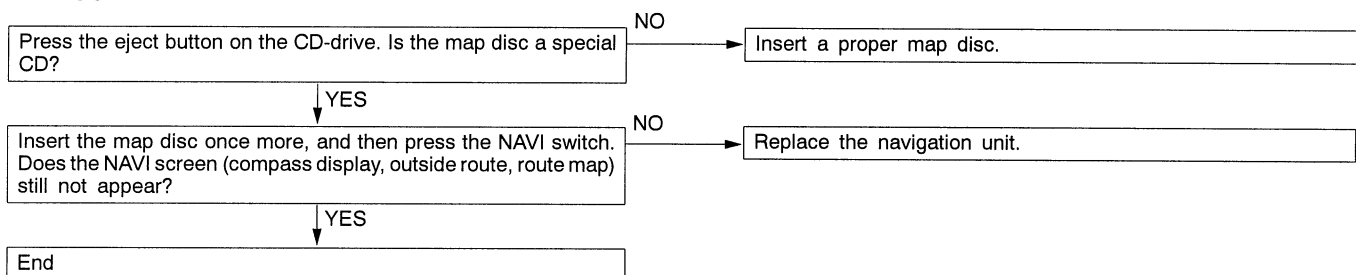 NO
Press the eject button on the CD-drive. Is the map disc a special
CD?
Insert a proper map disc.
YES
Insert the map disc once more, and then press the NAVI switch.
Does the NAVI screen (compass display, outside route, route map)
still not appear?
NO
Replace the navigation unit.
YES
End